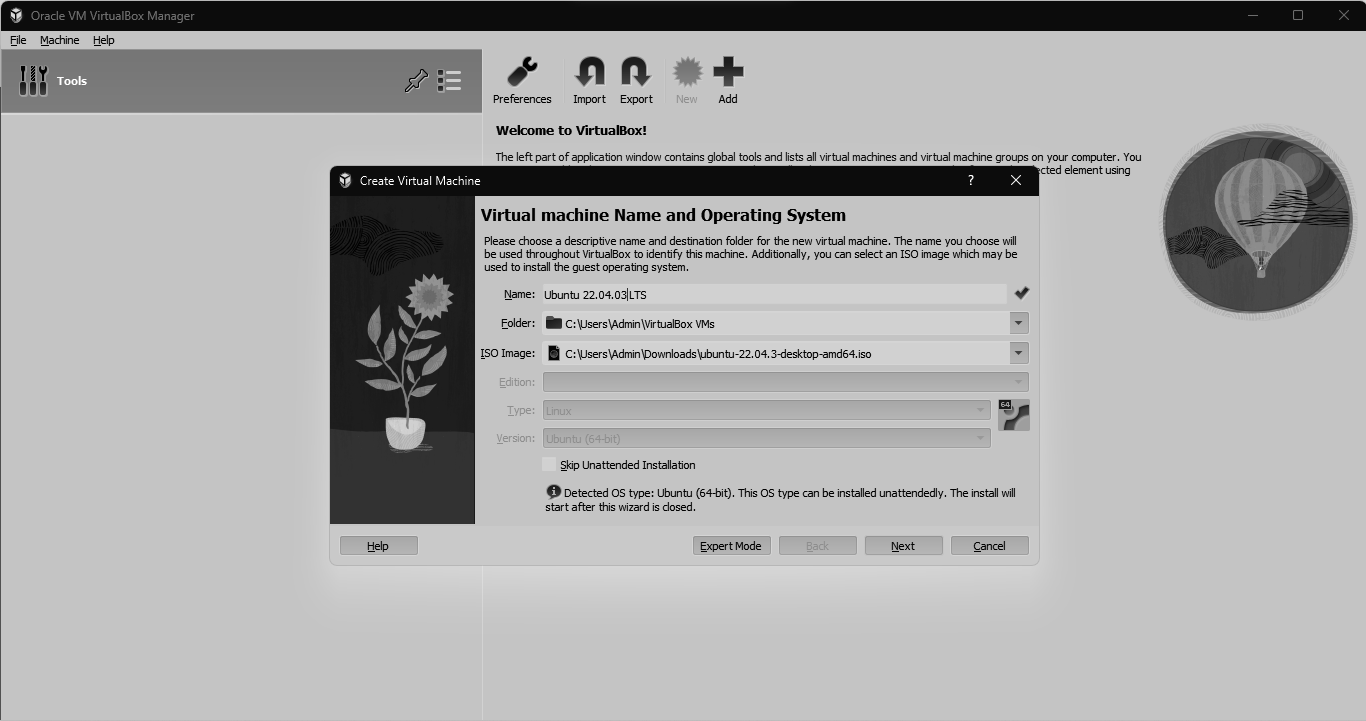 Oracle VM VirtualBox Manager
File Machine Help
Tools
Preferences Import Export New Add
Welcome to VirtualBox!
The left part of application window contains global tools and lists all virtual machines and virtual machine groups on your computer. You
ected element using
Create Virtual Machine ?
Virtual machine Name and Operating System
Please choose a descriptive name and destination folder for the new virtual machine. The name you choose will
be used throughout VirtualBox to identify this machine. Additionally, you can select an ISO image which may be
used to install the guest operating system.
Name: Ubuntu 22.04.03 LTS
Folder: C:\Users\Admin\VirtualBox VMs
ISO Image: C:\Users\Admin\Downloads\ubuntu-22.04.3-desktop-amd64.iso
Edition:
Type: Linux
64
Version: Ubuntu (64-bit)
Skip Unattended Installation
Detected OS type: Ubuntu (64-bit). This OS type can be installed unattendedly. The install will
start after this wizard is closed.
Help Expert Mode Back Next Cancel